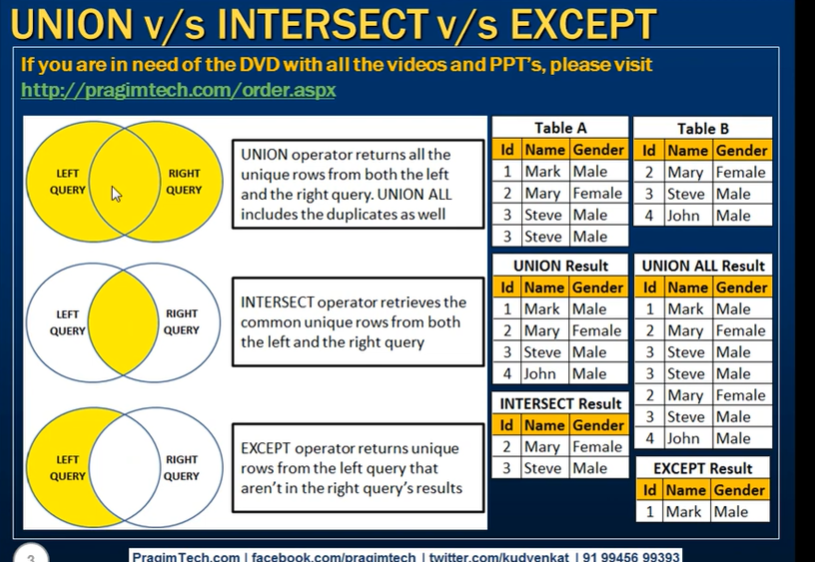 UNION v/s INTERSECT v/s EXCEPT
If you are in need of the DVD with all the videos and PPT's, please visit
http://pragimtech.com/order.aspx
LEFT
QUERY
RIGHT
QUERY
UNION operator returns all the
unique rows from both the left
and the right query. UNION ALL
includes the duplicates as well
LEFT
QUERY
RIGHT
QUERY
INTERSECT operator retrieves the
common unique rows from both
the left and the right query
LEFT
QUERY
RIGHT
QUERY
EXCEPT operator returns unique
rows from the left query that
aren't in the right query's results
Table A
Id Name Gender
1 Mark Male
2 Mary Female
3 Steve Male
3 Steve Male
Table B
Id Name Gender
2 Mary Female
3 Steve Male
4 John Male
UNION Result
Id Name Gender
1 Mark Male
2 Mary Female
3 Steve Male
4 John Male
UNION ALL Result
Id Name Gender
1 Mark Male
2 Mary Female
3 Steve Male
3 Steve Male
2 Mary Female
3 Steve Male
4 John Male
INTERSECT Result
Id Name Gender
2 Mary Female
3 Steve Male
EXCEPT Result
Id Name Gender
1 Mark Male
3
PragimTech.com | facebook.com/pragimtech | twitter.com/kudvenkat | 91 99456 99393